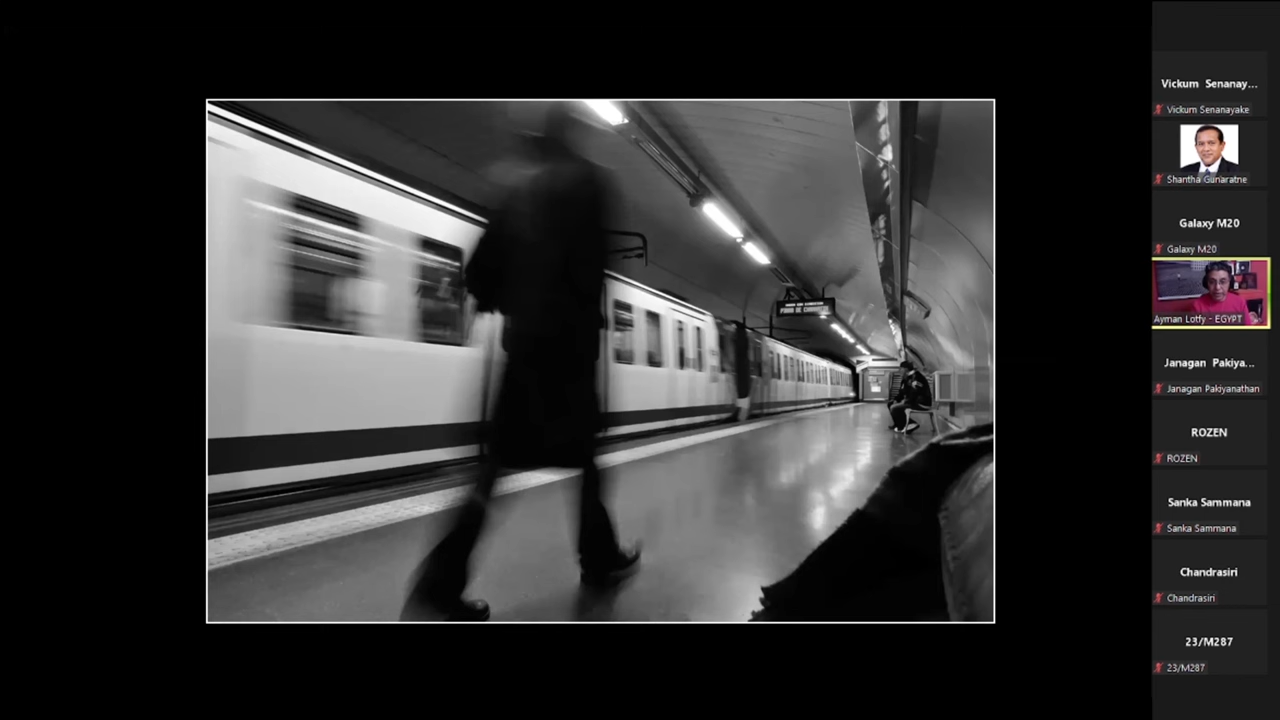 Vickum Senanay...
Vickum Senanayake
Shantha Gunaratne
Galaxy M20
Galaxy M20
Ayman Lotfy - EGYPT
Janagan Pakiya...
Janagan Pakiyanathan
ROZEN
ROZEN
Sanka Sammana
Sanka Sammana
Chandrasiri
Chandrasiri
23/M287
23/M287